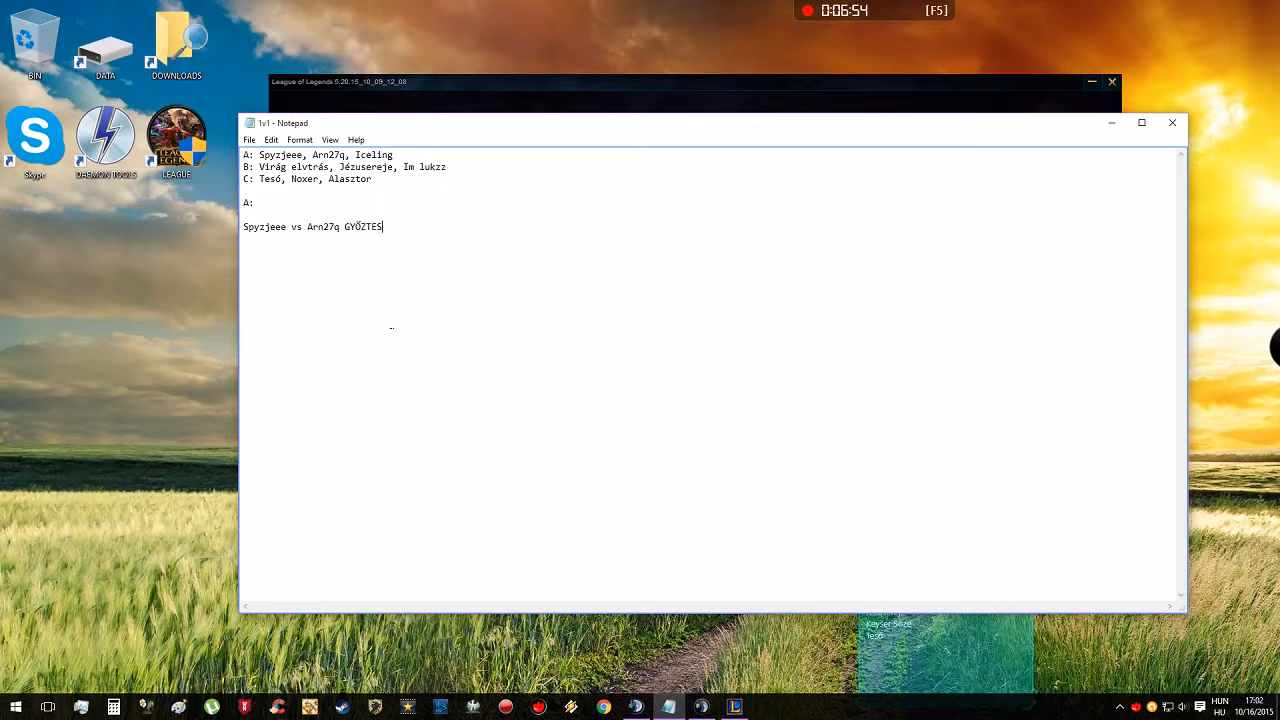 0:06:54 [F5]
BIN
DATA
DOWNLOADS
League of Legends 5.20.15_10_09_12_08
1v1 - Notepad
File Edit Format View Help
A: Spyzjeee, Arn27q, Iceling
B: Virág elvtrás, Jézusereje, Im lukzz
C: Tesó, Noxer, Alasztor
A:
Spyzjeee vs Arn27q GYŐZTES
Skype
DAEMON TOOLS
LEAGUE
Keyser Söze
Tesó
HUN
HU
17:02
10/16/2015